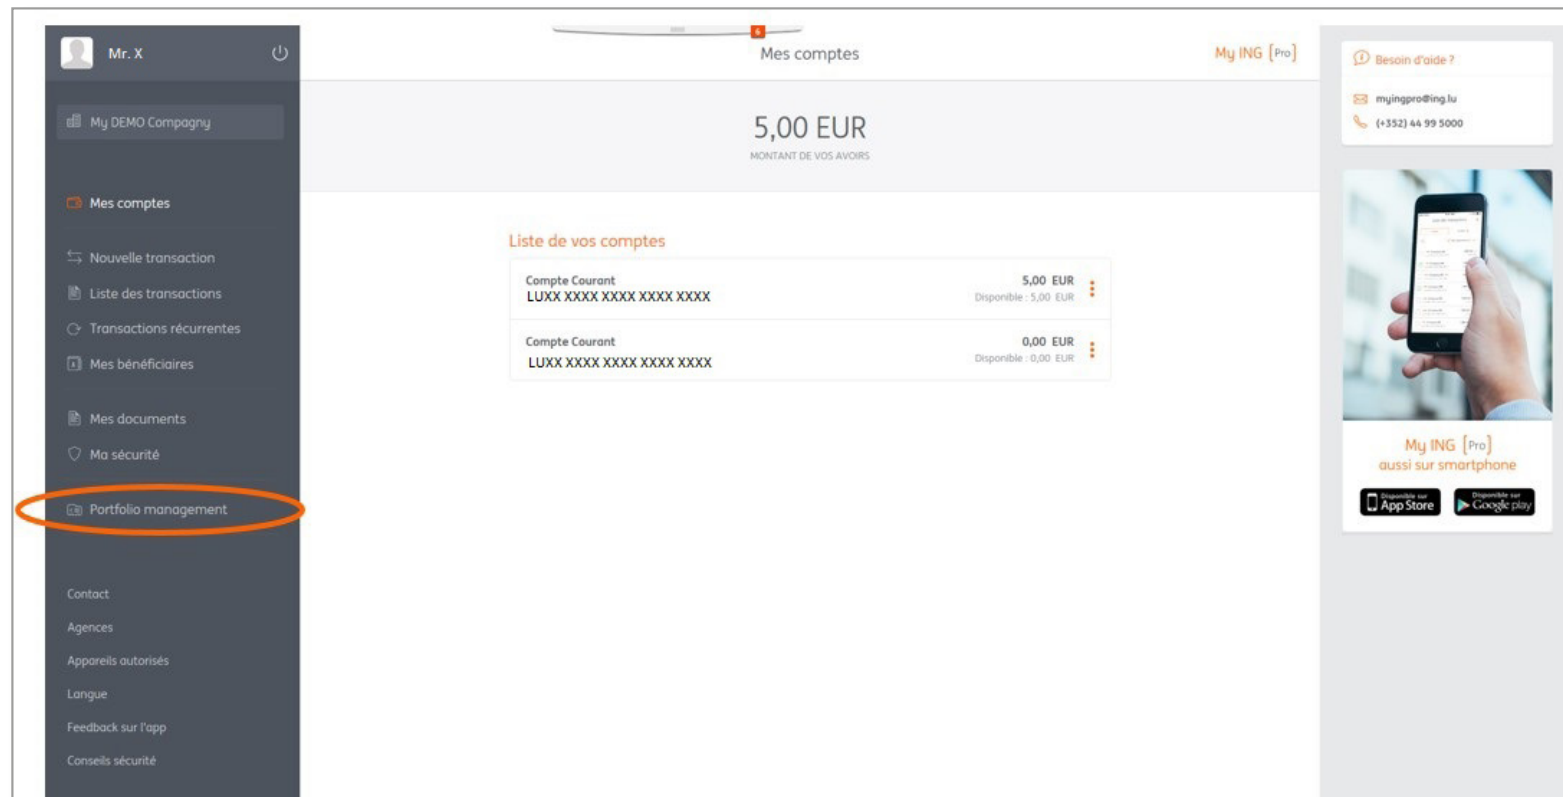 Mr. X
My DEMO Compagny
Mes comptes
Nouvelle transaction
Liste des transactions
Transactions récurrentes
Mes bénéficiaires
Mes documents
Ma sécurité
Portfolio management
Contact
Agences
Appareils autorisés
Langue
Feedback sur l'app
Conseils sécurité
6
Mes comptes
My ING [Pro]
5,00 EUR
MONTANT DE VOS AVOIRS
Liste de vos comptes
Compte Courant 5,00 EUR
LUXX XXXX XXXX XXXX XXXX Disponible : 5,00 EUR
Compte Courant 0,00 EUR
LUXX XXXX XXXX XXXX XXXX Disponible : 0,00 EUR
Besoin d'aide ?
myingpro@ing.lu
(+352) 44 99 5000
My ING [Pro]
aussi sur smartphone
Disponible sur
App Store
Disponible sur
Google play